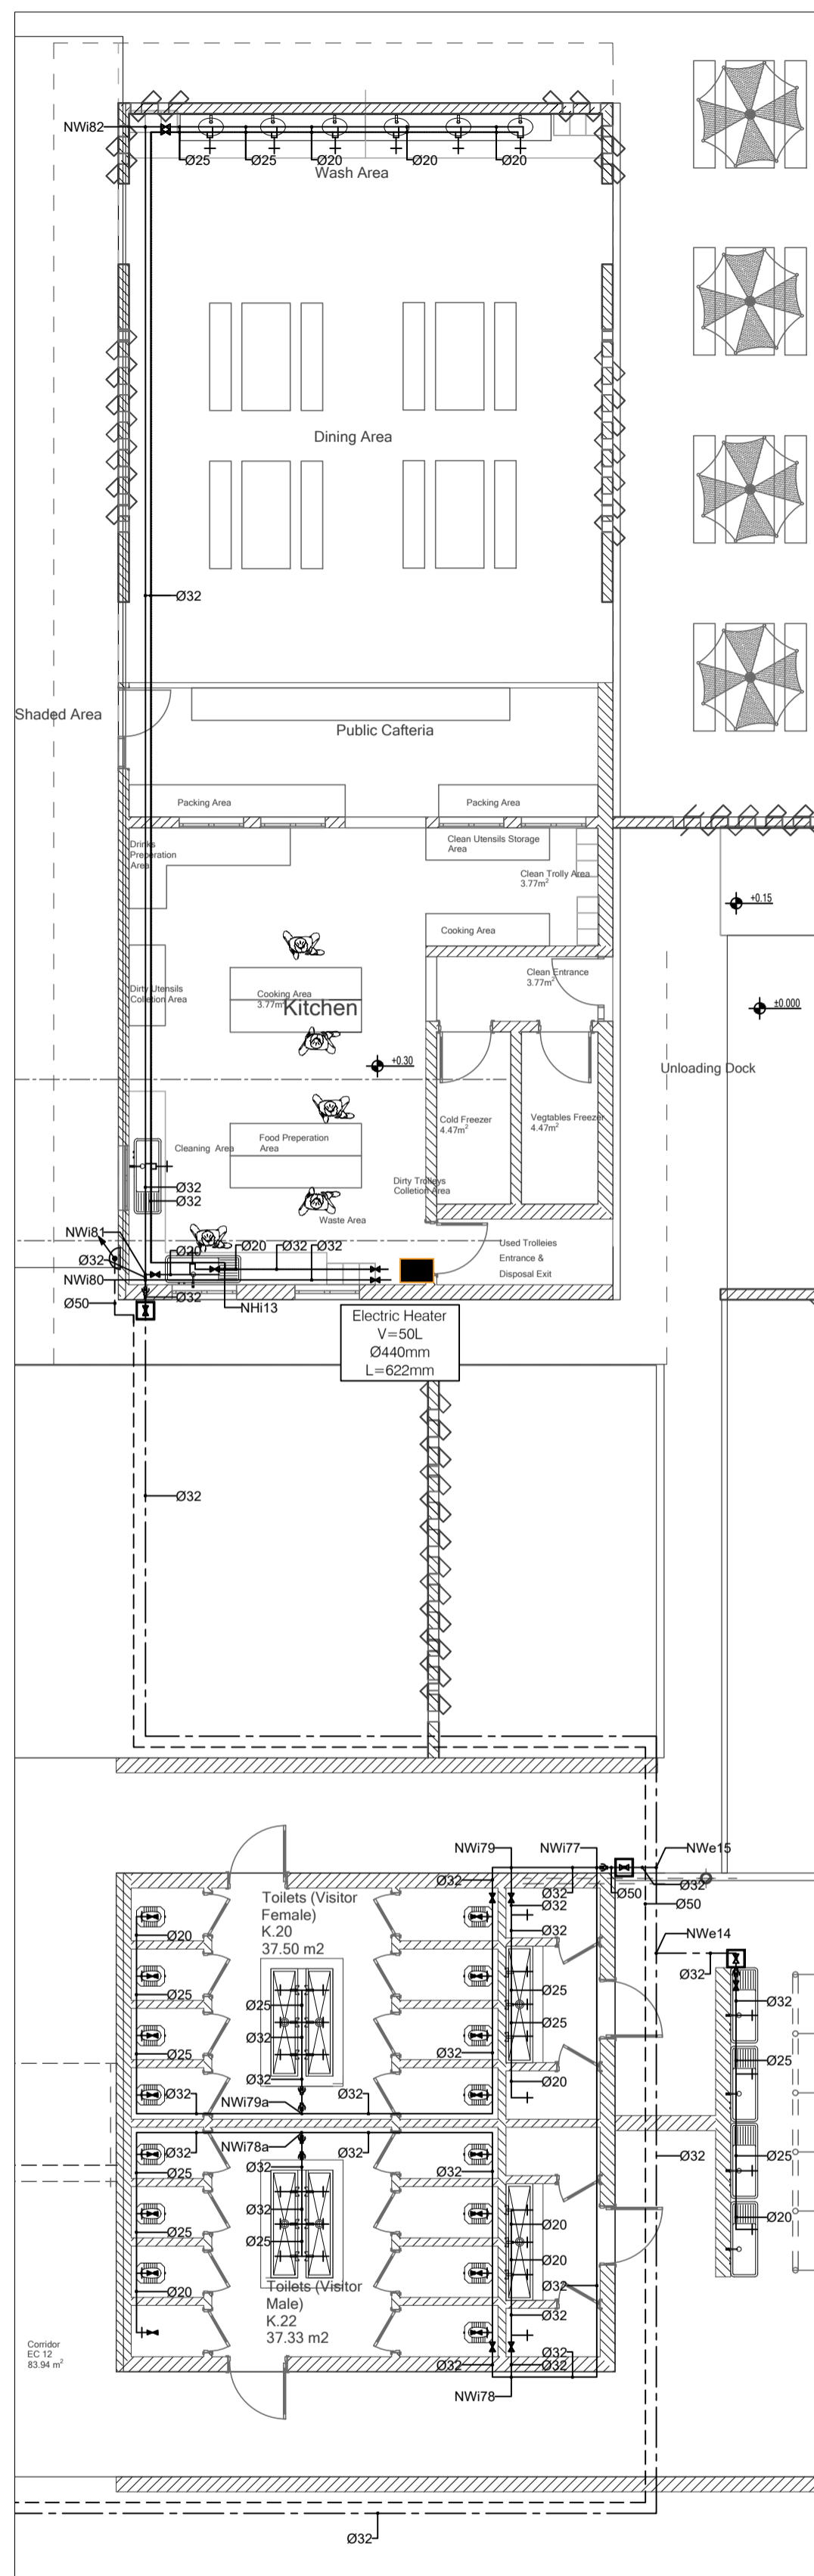 NWi82
Ø25
Ø25
Ø20
Ø20
Ø20
Wash Area
Dining Area
Ø32
Shaded Area
Public Cafteria
Packing Area
Packing Area
Drinks
Preperation
Area
Clean Utensils Storage
Area
Clean Trolly Area
3.77m²
+0.15
Cooking Area
Clean Entrance
3.77m²
Dirty Utensils
Colletion Area
Cooking Area
3.77m²
Kitchen
±0.000
+0.30
Unloading Dock
Cold Freezer
4.47m²
Vegtables Freezer
4.47m²
Cleaning Area
Food Preperation
Area
Dirty Trolleys
Colletion Area
Ø32
Ø32
Waste Area
NWi81
Ø20
Ø20
Ø32
Ø32
Used Trolleies
Entrance &
Disposal Exit
Ø32
NWi80
Ø50
Ø32
NHi13
Electric Heater
V=50L
Ø440mm
L=622mm
Ø32
NWi79
NWi77
NWe15
Ø32
Ø32
Ø50
Ø32
Toilets (Visitor
Female)
K.20
37.50 m2
Ø32
Ø50
Ø20
Ø32
NWe14
Ø32
Ø25
Ø25
Ø25
Ø32
Ø25
Ø32
Ø25
Ø32
Ø25
Ø32
Ø20
Ø32
NWi79a
Ø32
NWi78a
Ø32
Ø32
Ø32
Ø25
Ø32
Ø32
Ø25
Ø32
Ø25
Ø25
Ø20
Ø20
Ø20
Ø32
Ø20
Toilets (Visitor
Male)
K.22
37.33 m2
Ø32
Corridor
EC 12
83.94 m²
Ø32
Ø32
Ø32
NWi78
Ø32